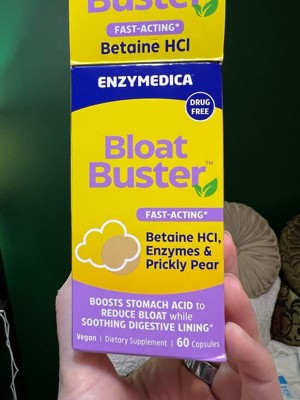 Buster
FAST-ACTING*
Betaine HCl
ENZYMEDICA
DRUG
FREE
Bloat
Buster™
FAST-ACTING*
Betaine HCl,
Enzymes &
Prickly Pear
BOOSTS STOMACH ACID to
REDUCE BLOAT while
SOOTHING DIGESTIVE LINING*
Vegan | Dietary Supplement | 60 Capsules